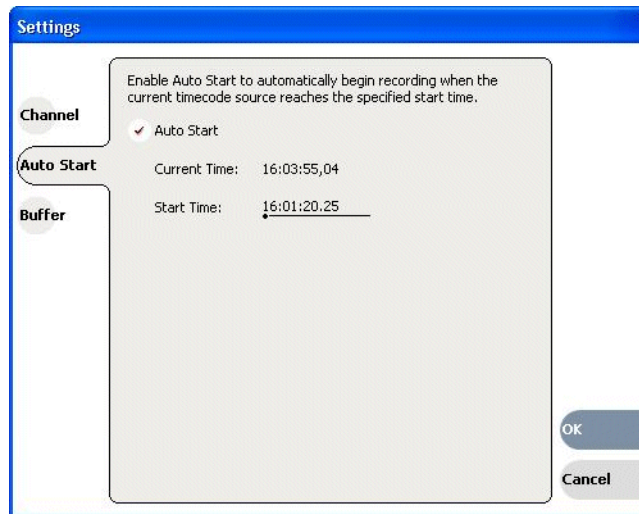 Settings
Channel
Auto Start
Buffer
Enable Auto Start to automatically begin recording when the
current timecode source reaches the specified start time.
Auto Start
Current Time: 16:03:55,04
Start Time: 16:01:20.25
OK
Cancel